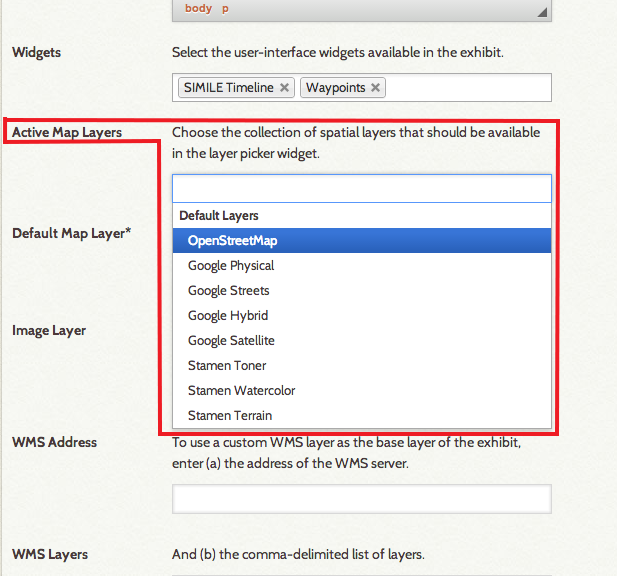 body p
Widgets
Select the user-interface widgets available in the exhibit.
SIMILE Timeline × Waypoints ×
Active Map Layers
Choose the collection of spatial layers that should be available
in the layer picker widget.
Default Layers
Default Map Layer*
OpenStreetMap
Google Physical
Google Streets
Google Hybrid
Image Layer
Google Satellite
Stamen Toner
Stamen Watercolor
Stamen Terrain
WMS Address
To use a custom WMS layer as the base layer of the exhibit,
enter (a) the address of the WMS server.
WMS Layers
And (b) the comma-delimited list of layers.